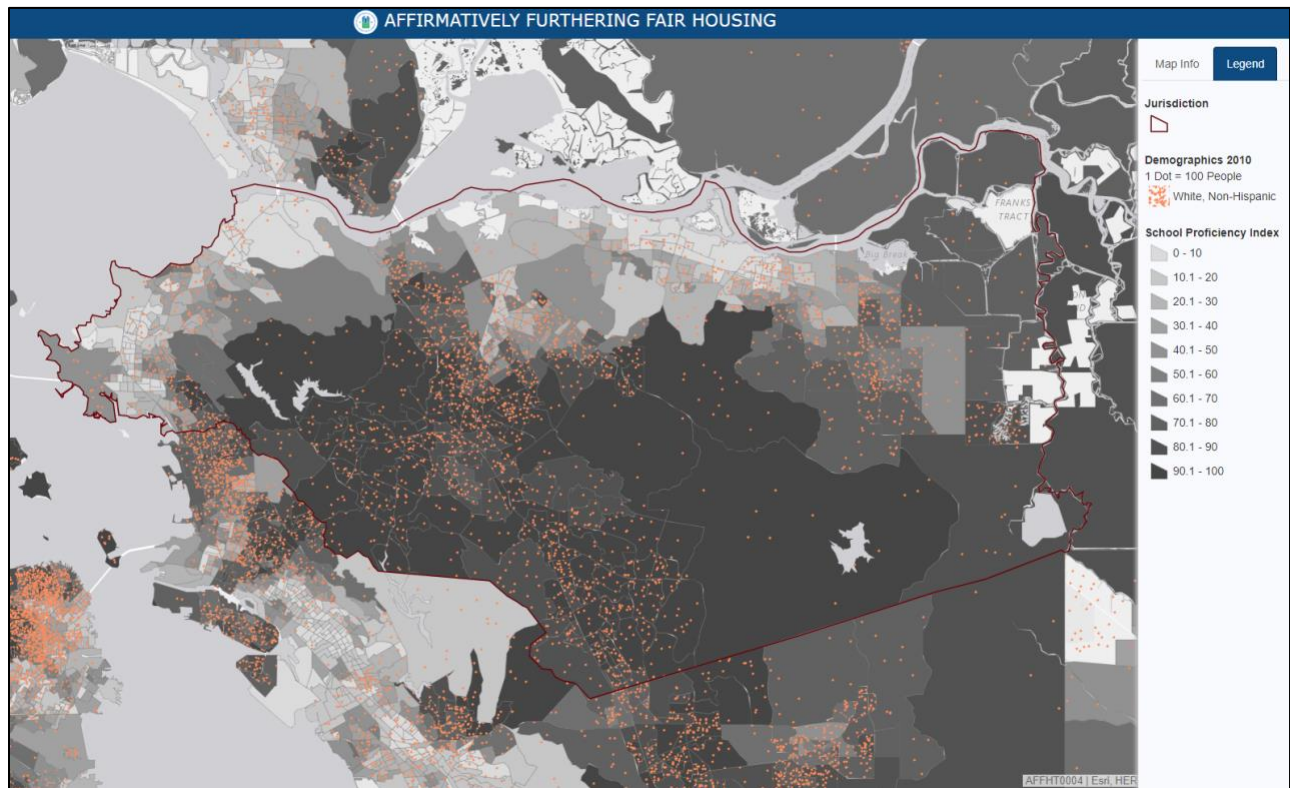 AFFIRMATIVELY FURTHERING FAIR HOUSING
Map Info
Legend
Jurisdiction
Demographics 2010
1 Dot = 100 People
White, Non-Hispanic
School Proficiency Index
0 - 10
10.1 - 20
20.1 - 30
30.1 - 40
40.1 - 50
50.1 - 60
60.1 - 70
70.1 - 80
80.1 - 90
90.1 - 100
FRANKS
TRACT
Big Break
AFFHT0004 | Esri, HER